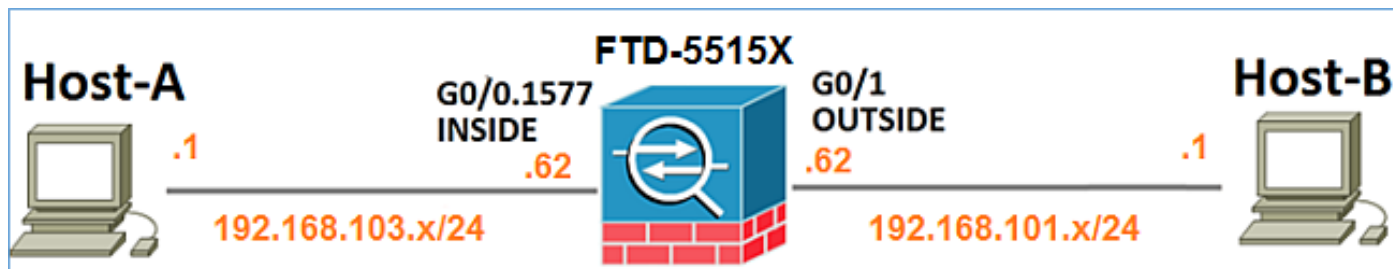 FTD-5515X
Host-A
G0/0.1577
INSIDE
G0/1
OUTSIDE
Host-B
.1
.62
.62
.1
192.168.103.x/24
192.168.101.x/24